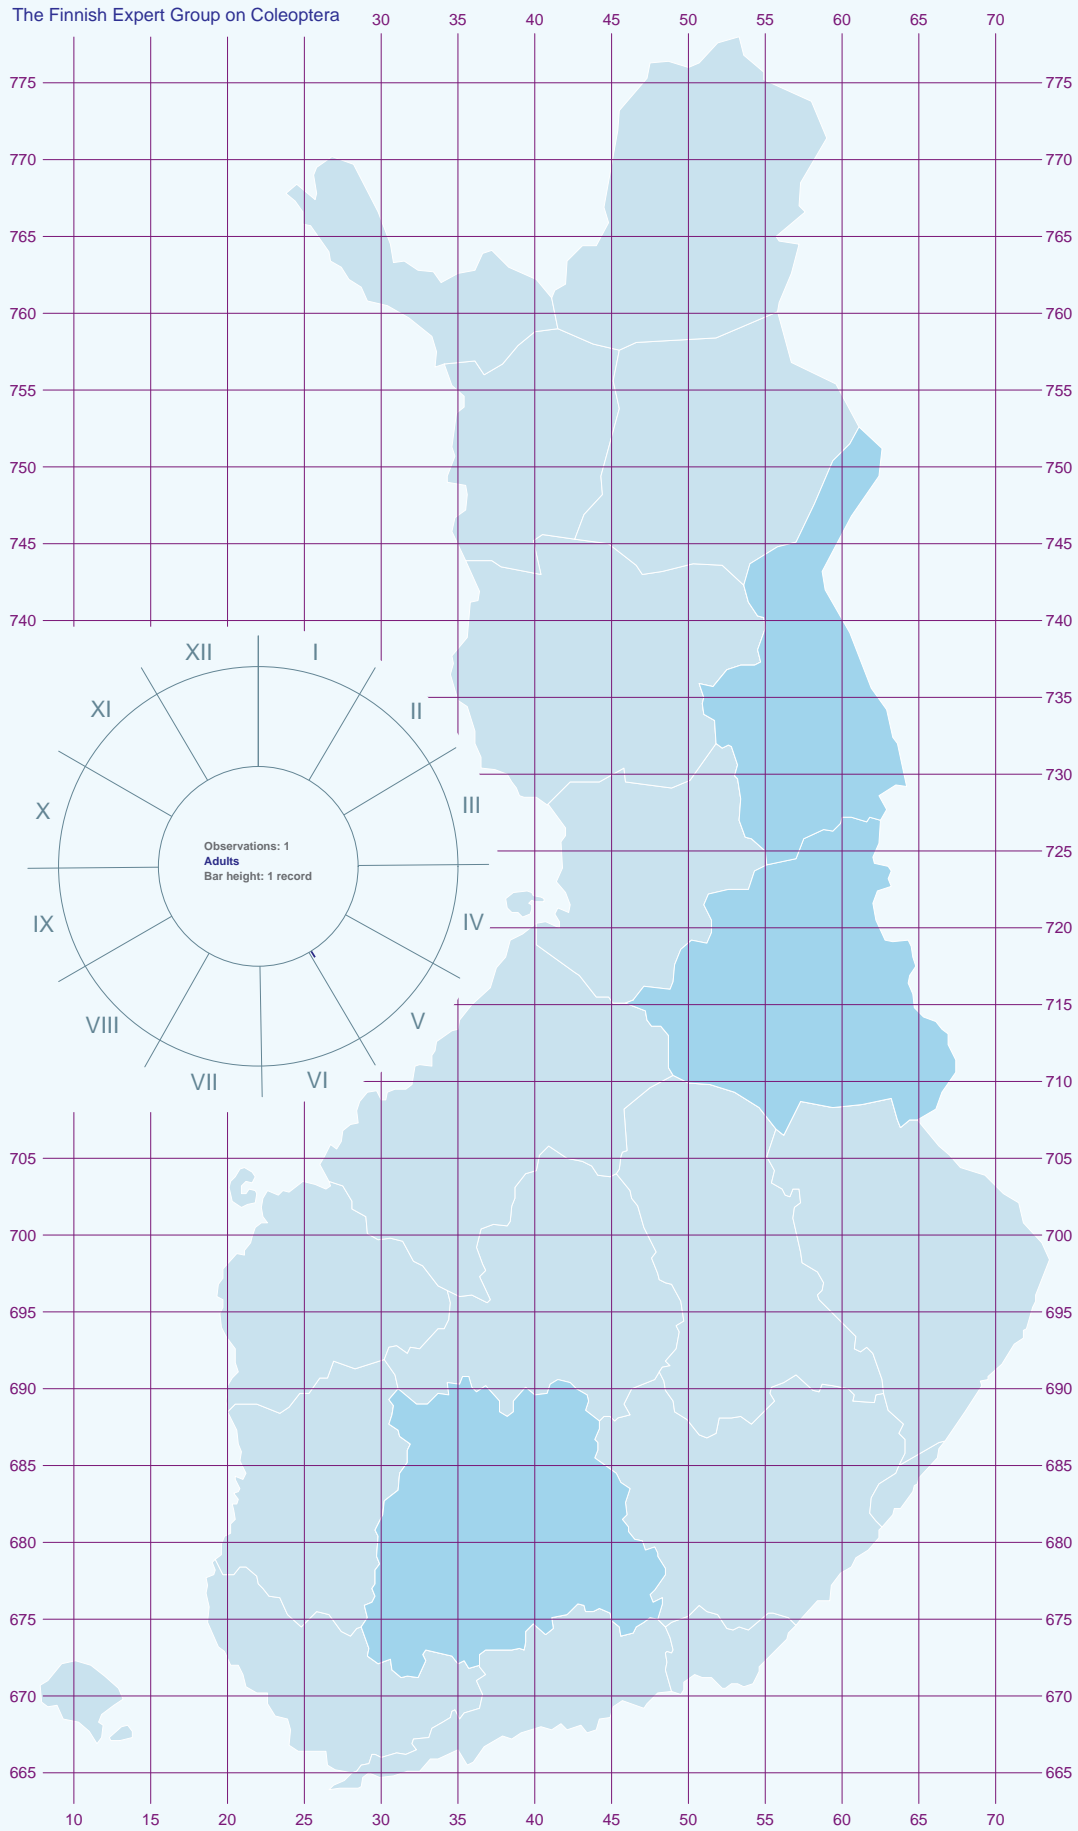 The Finnish Expert Group on Coleoptera
30 35 40 45 50 55 60 65 70
775 775
770 770
765 765
760 760
755 755
750 750
745 745
740 740
XII I
XI II
735 735
730
X III
725
Observations: 1
Adults
Bar height: 1 record
IX IV
720
VIII V
715
VII VI
710
705 705
700 700
695 695
690 690
685 685
680 680
675 675
670 670
665 665
10 15 20 25 30 35 40 45 50 55 60 65 70